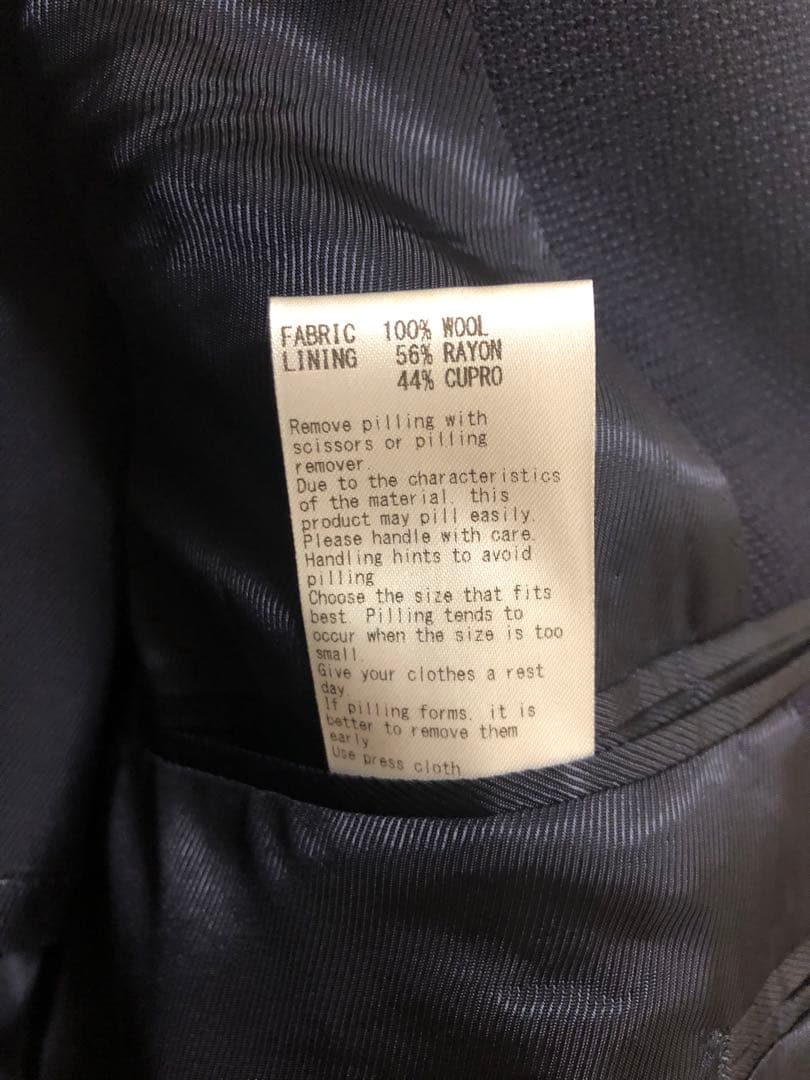 FABRIC 100% WOOL
LINING 56% RAYON
44% CUPRO
Remove pilling with
scissors or pilling
remover.
Due to the characteristics
of the material, this
product may pill easily.
Please handle with care.
Handling hints to avoid
pilling
Choose the size that fits
best. Pilling tends to
occur when the size is too
small.
Give your clothes a rest
day.
If pilling forms, it is
better to remove them
early
Use press cloth